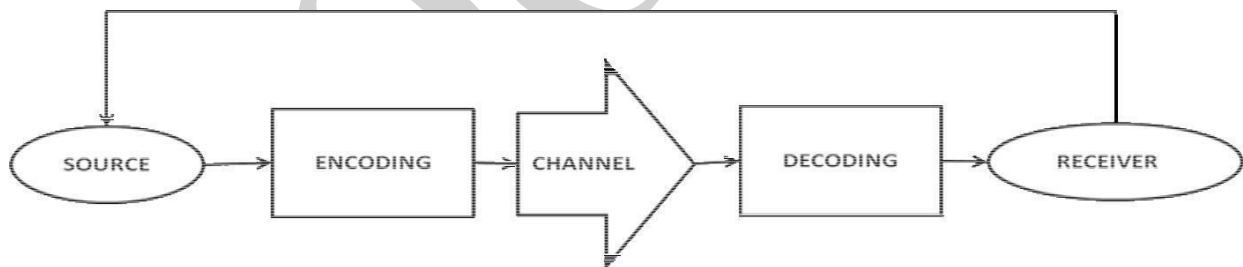 SOURCE
ENCODING
CHANNEL
DECODING
RECEIVER